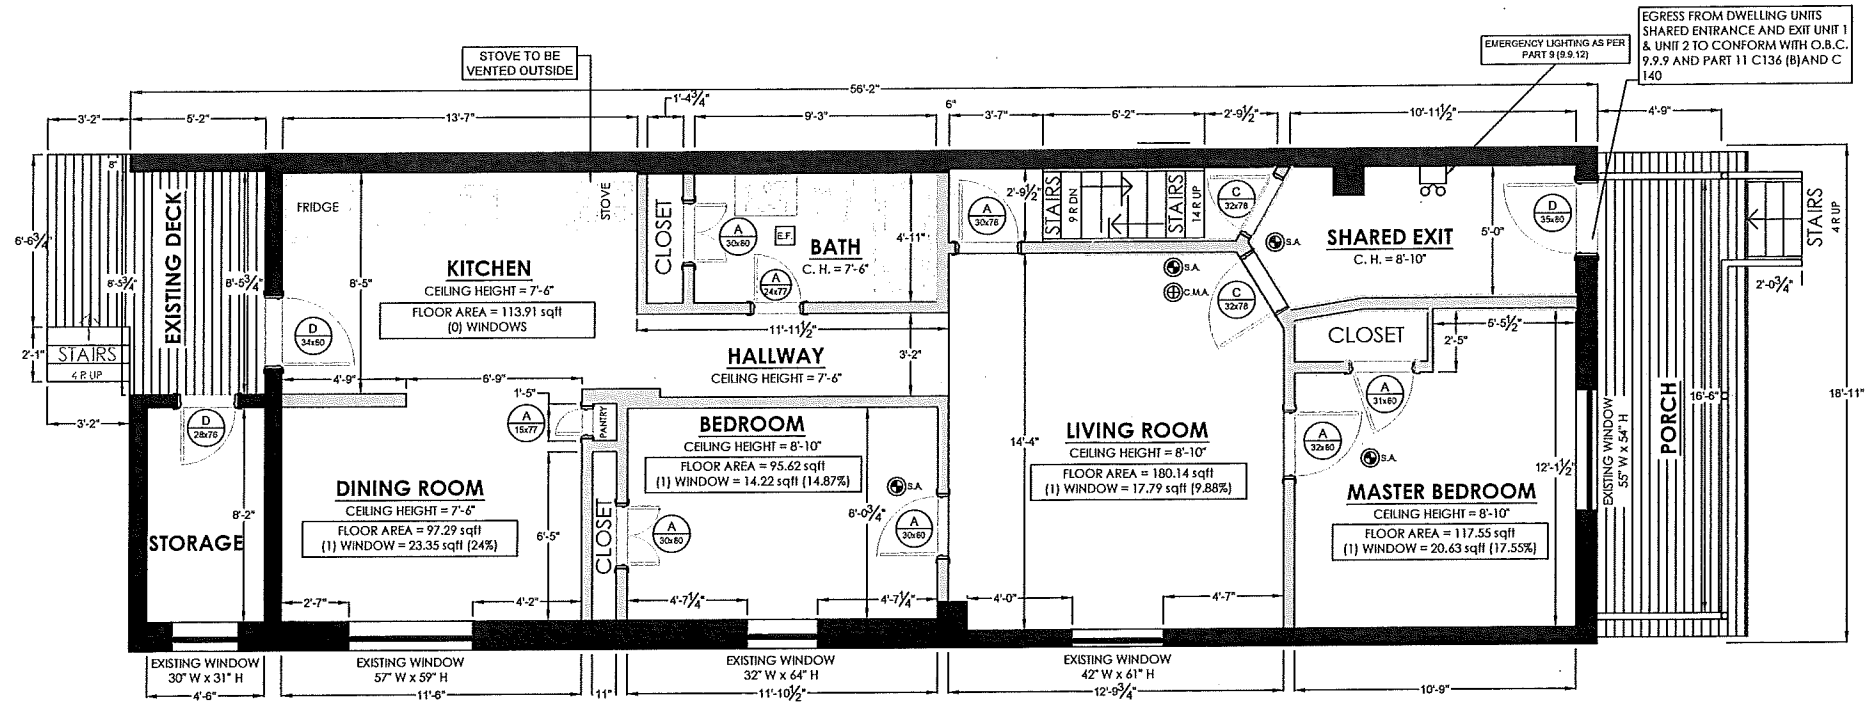 EGRESS FROM DWELLING UNITS
SHARED ENTRANCE AND EXIT UNIT 1
& UNIT 2 TO CONFORM WITH O.B.C.
9.9.9 AND PART 11 C136 (B)AND C
140
EMERGENCY LIGHTING AS PER
PART 9 (9.9.12)
STOVE TO BE
VENTED OUTSIDE
56'-2"
1'-4¾"
6"
3'-2"
5'-2"
13'-7"
9'-3"
3'-7"
6'-2"
2'-9½"
10'-11½"
4'-9"
8"
6'-6¾"
8'-5¾"
8'-5¾"
EXISTING DECK
2'-1"
STAIRS
4 R UP
3'-2"
FRIDGE
STOVE
KITCHEN
CEILING HEIGHT = 7'-6"
FLOOR AREA = 113.91 sqft
(0) WINDOWS
8'-5"
D
34x80
4'-9"
6'-9"
CLOSET
A
30x80
E.F.
BATH
C. H. = 7'-6"
4'-11"
A
24x77
11'-11½"
HALLWAY
CEILING HEIGHT = 7'-6"
3'-2"
A
30x78
2'-9½"
STAIRS
9 R DN
STAIRS
14 R UP
C
32x78
S.A.
SHARED EXIT
C. H. = 8'-10"
5'-0"
D
35x80
STAIRS
4 R UP
2'-0¾"
S.A.
C.M.A.
C
32x78
CLOSET
5'-5½"
2'-5"
A
31x80
A
32x80
S.A.
MASTER BEDROOM
CEILING HEIGHT = 8'-10"
FLOOR AREA = 117.55 sqft
(1) WINDOW = 20.63 sqft (17.55%)
12'-1½"
EXISTING WINDOW
55" W x 54" H
PORCH
16'-6"
18'-11"
LIVING ROOM
CEILING HEIGHT = 8'-10"
FLOOR AREA = 180.14 sqft
(1) WINDOW = 17.79 sqft (9.88%)
14'-4"
4'-0"
4'-7"
1'-5"
A
15x77
PANTRY
BEDROOM
CEILING HEIGHT = 8'-10"
FLOOR AREA = 95.62 sqft
(1) WINDOW = 14.22 sqft (14.87%)
S.A.
8'-0¾"
A
30x80
A
30x80
CLOSET
6'-5"
4'-7¼"
4'-7¼"
DINING ROOM
CEILING HEIGHT = 7'-6"
FLOOR AREA = 97.29 sqft
(1) WINDOW = 23.35 sqft (24%)
2'-7"
4'-2"
D
28x76
8'-2"
STORAGE
EXISTING WINDOW
30" W x 31" H
4'-6"
EXISTING WINDOW
57" W x 59" H
11'-6"
11"
EXISTING WINDOW
32" W x 64" H
11'-10½"
EXISTING WINDOW
42" W x 61" H
12'-9¾"
10'-9"